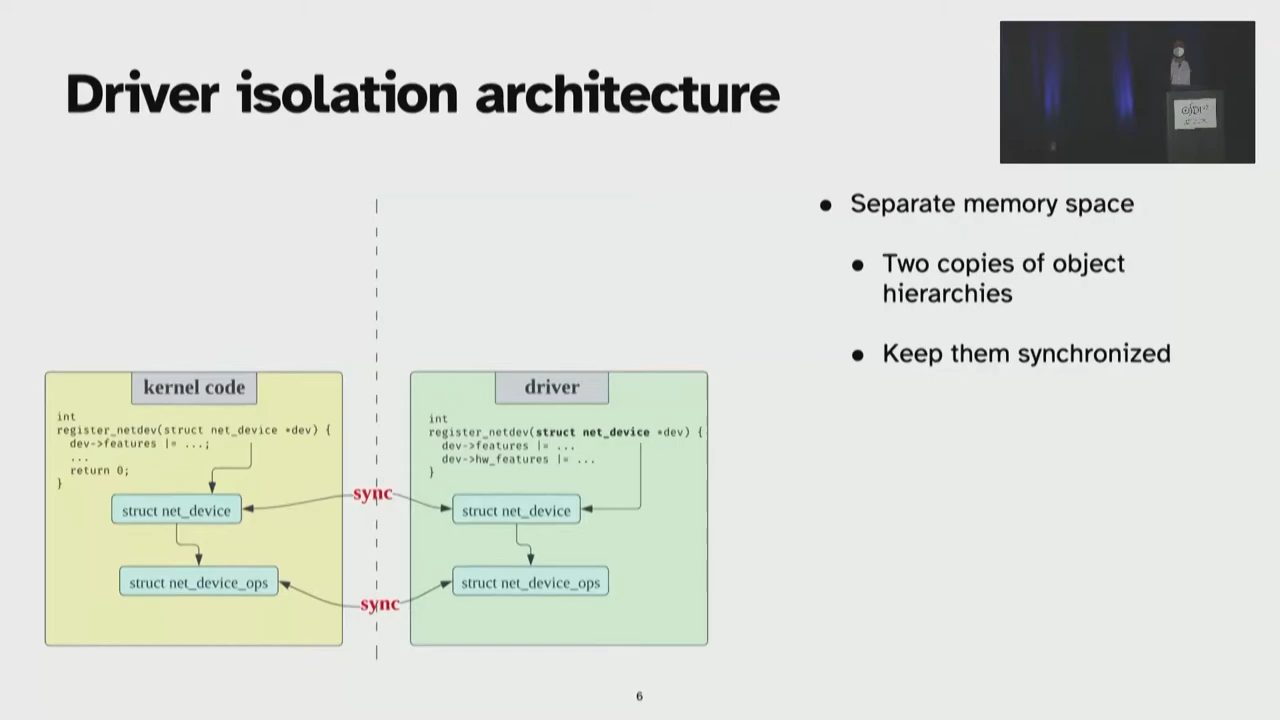 Driver isolation architecture
● Separate memory space
● Two copies of object
hierarchies
● Keep them synchronized
kernel code
int
register_netdev(struct net_device *dev) {
dev->features |= ...;
...
return 0;
}
struct net_device
struct net_device_ops
sync
sync
driver
int
register_netdev(struct net_device *dev) {
dev->features |= ...
dev->hw_features |= ...
}
struct net_device
struct net_device_ops
6